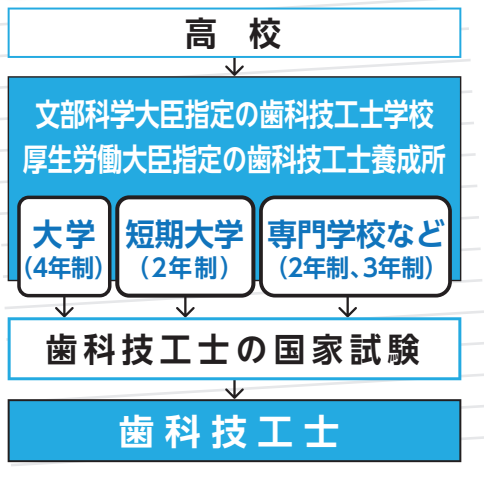 高校
文部科学大臣指定の歯科技工士学校
厚生労働大臣指定の歯科技工士養成所
大学
(4年制)
短期大学
(2年制)
専門学校など
(2年制、3年制)
歯科技工士の国家試験
歯科技工士